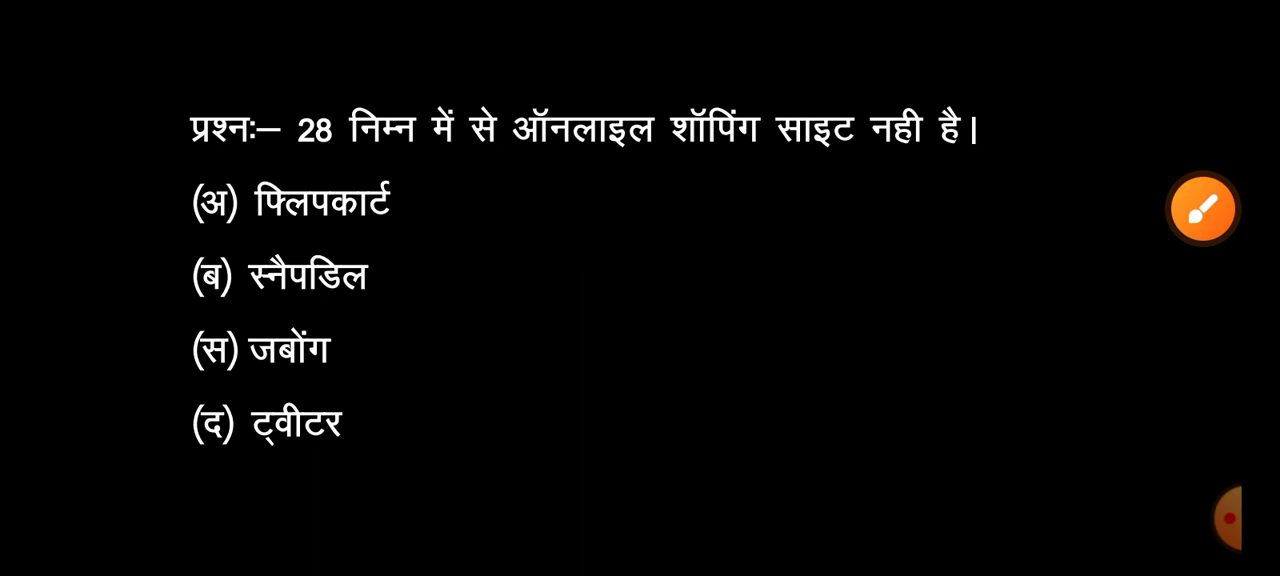 प्रश्नः– 28 निम्न में से ऑनलाइल शॉपिंग साइट नही है।
(अ) फ्लिपकार्ट
(ब) स्नैपडिल
(स) जबोंग
(द) ट्वीटर